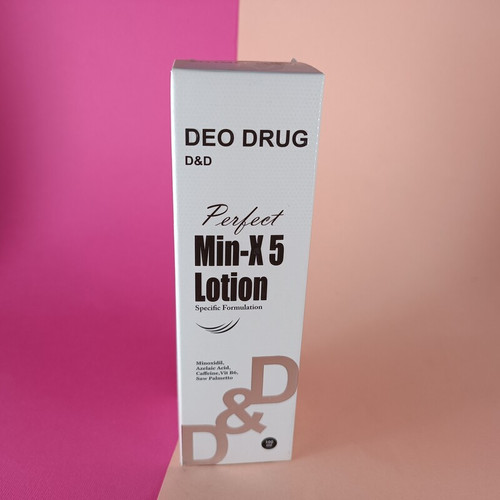 DEO DRUG
D&D
Perfect
Min-X 5
Lotion
Specific Formulation
Minoxidil,
Azelaic Acid,
Caffeine,Vit B6,
Saw Palmetto
D&D